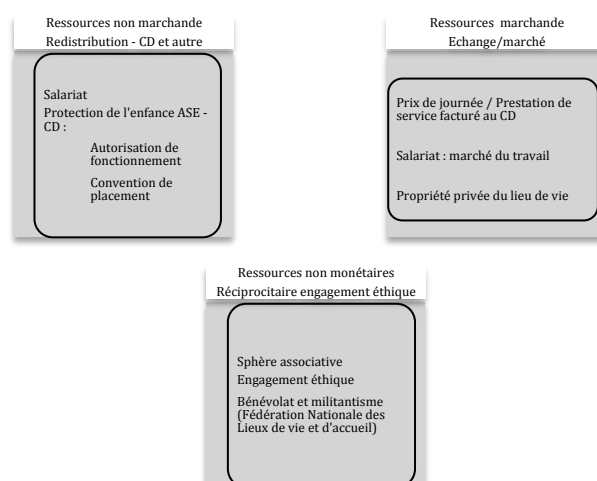 Ressources non marchande
Redistribution - CD et autre
Salariat
Protection de l'enfance ASE -
CD :
Autorisation de
fonctionnement
Convention de
placement
Ressources marchande
Echange/marché
Prix de journée / Prestation de
service facturé au CD
Salariat : marché du travail
Propriété privée du lieu de vie
Ressources non monétaires
Réciprocitaire engagement éthique
Sphère associative
Engagement éthique
Bénévolat et militantisme
(Fédération Nationale des
Lieux de vie et d'accueil)